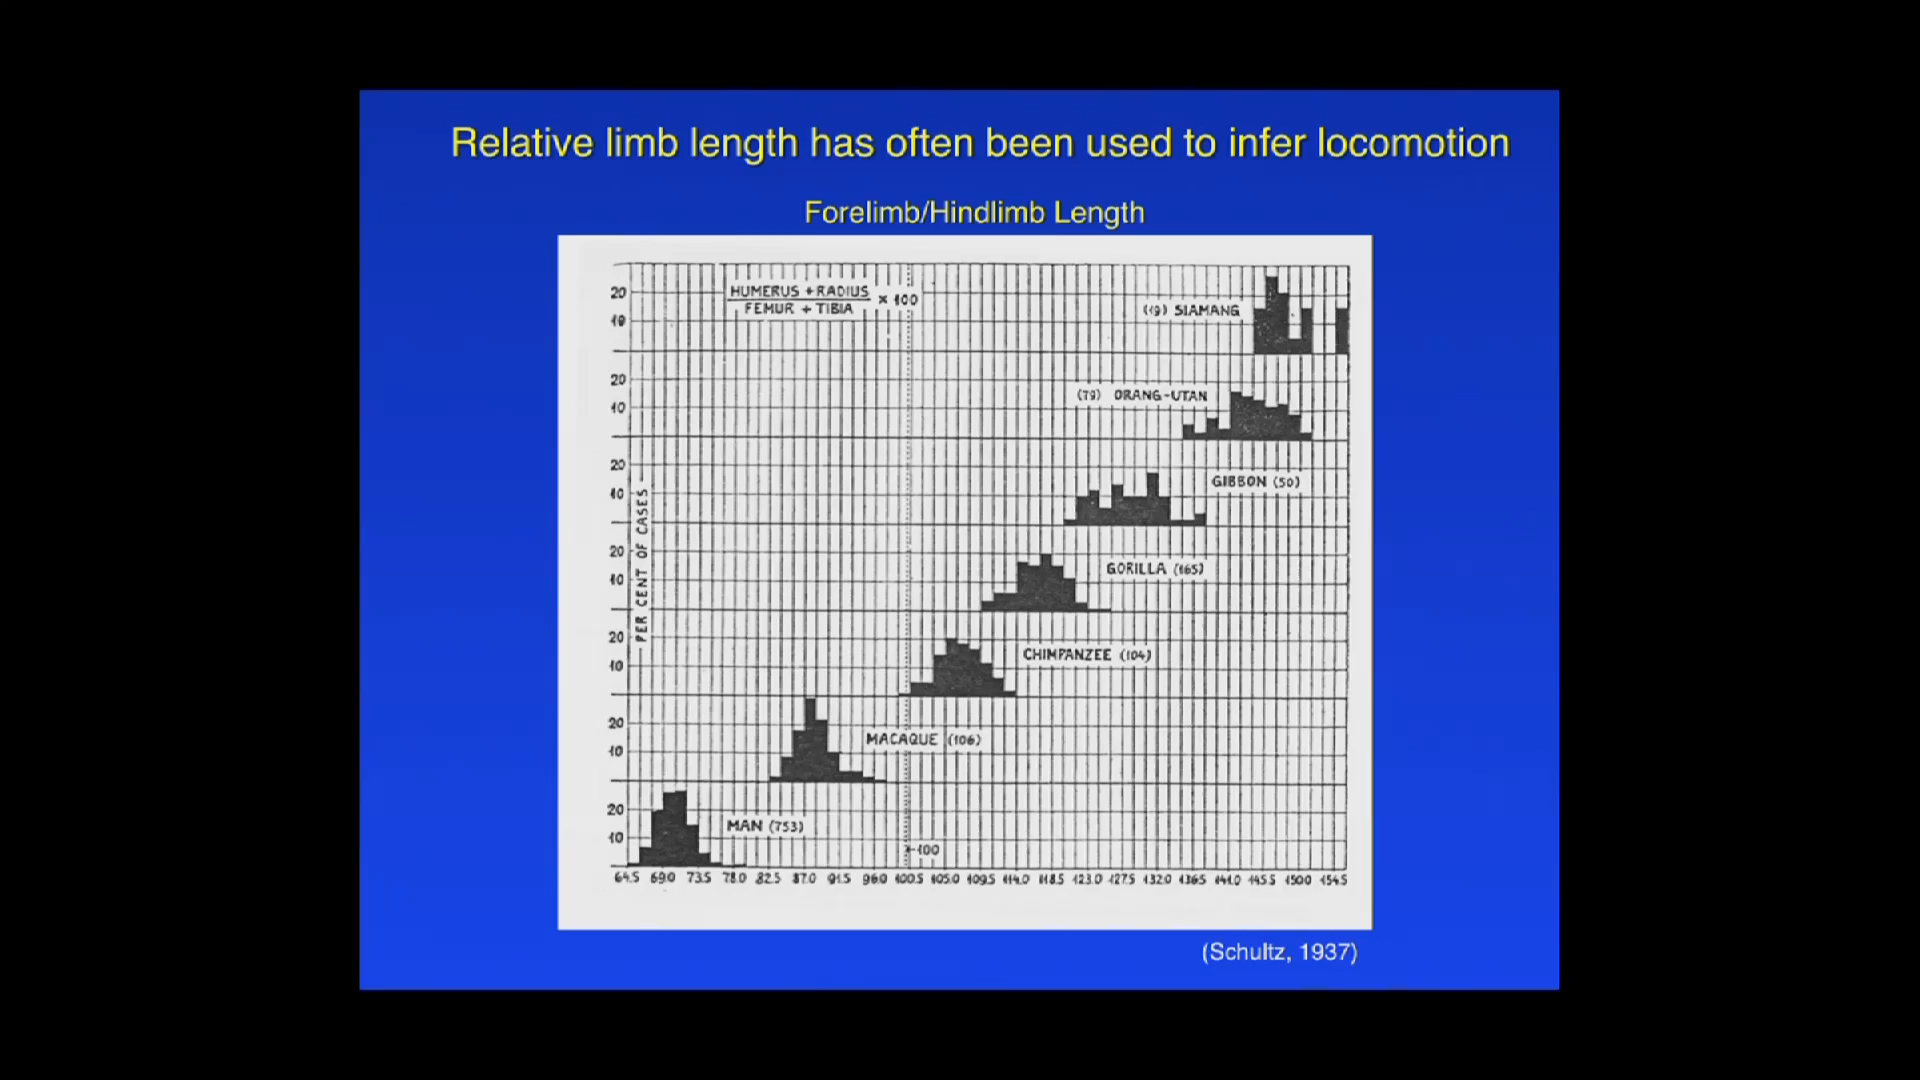 Relative limb length has often been used to infer locomotion
Forelimb/Hindlimb Length
20
10
HUMERUS + RADIUS
FEMUR + TIBIA
× 100
(19) SIAMANG
20
10
(79) ORANG-UTAN
20
10
GIBBON (50)
20
10
GORILLA (165)
PER CENT OF CASES
20
10
CHIMPANZEE (104)
20
10
MACAQUE (106)
20
10
MAN (753)
100
64.5 69.0 73.5 78.0 82.5 87.0 91.5 96.0 100.5 105.0 109.5 114.0 118.5 123.0 127.5 132.0 136.5 141.0 145.5 150.0 154.5
(Schultz, 1937)